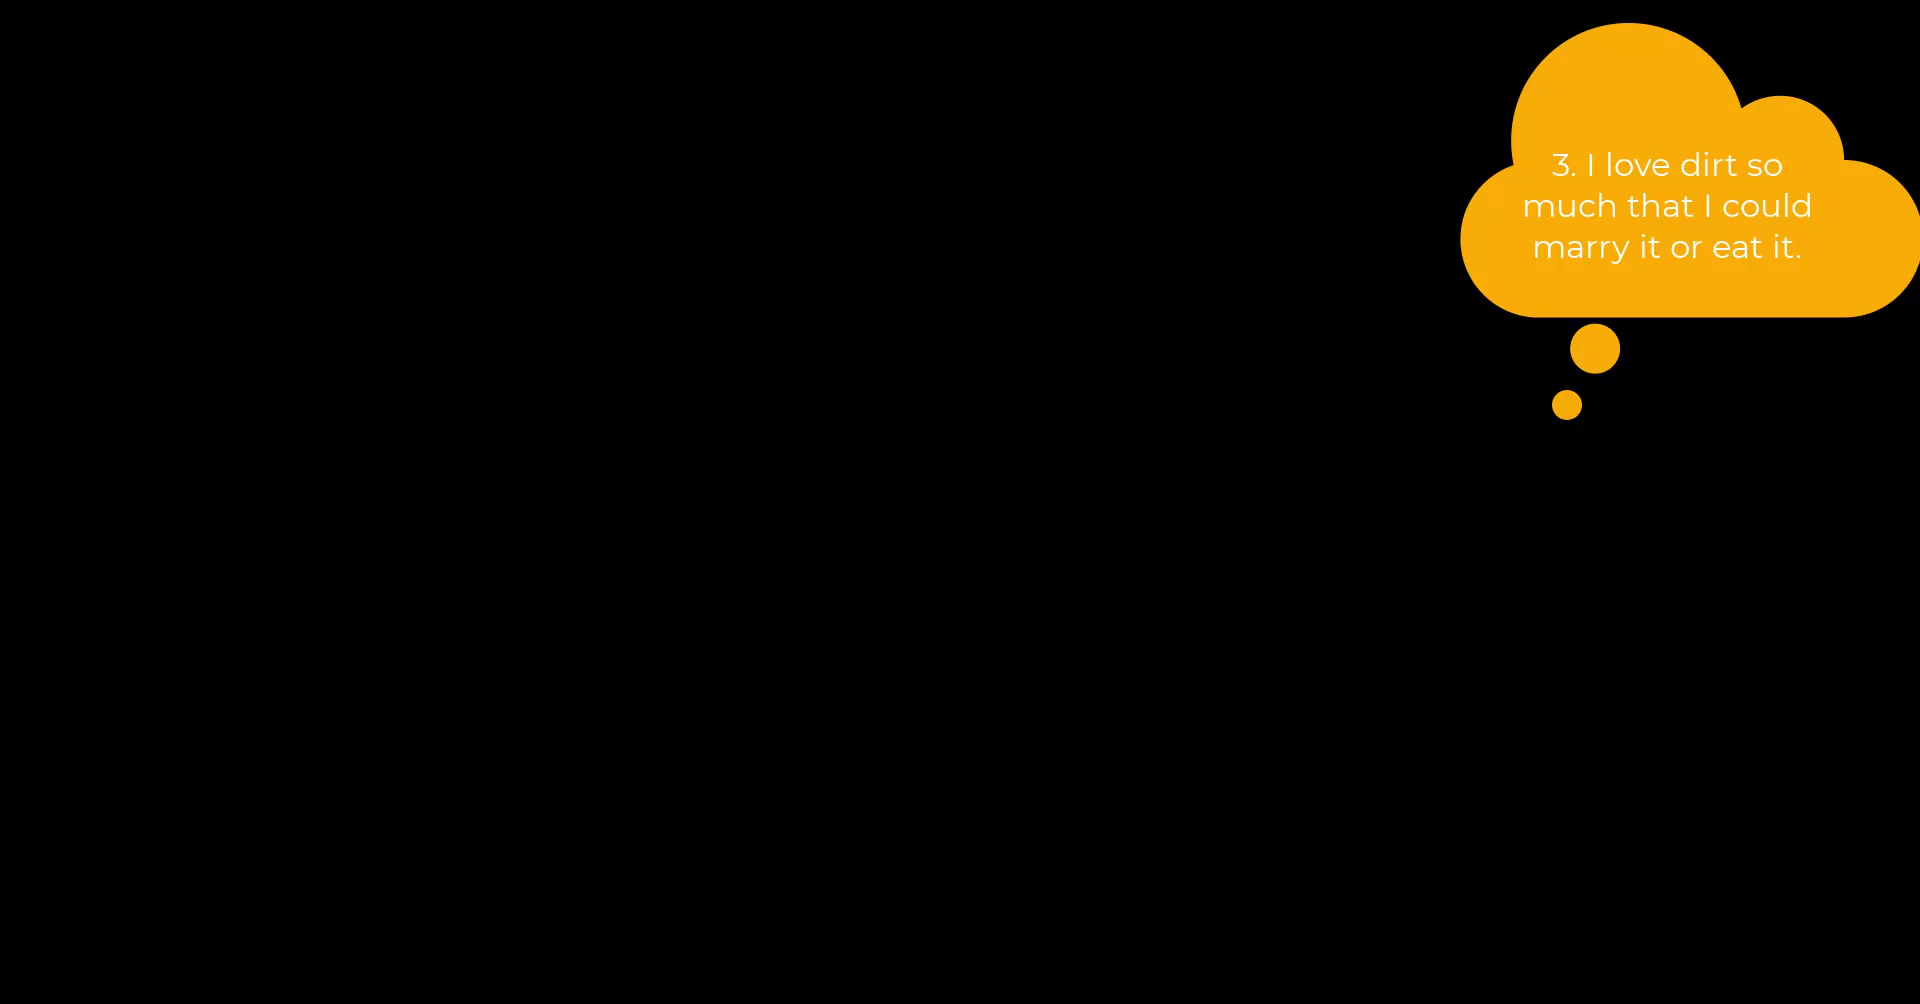 3. I love dirt so
much that I could
marry it or eat it.